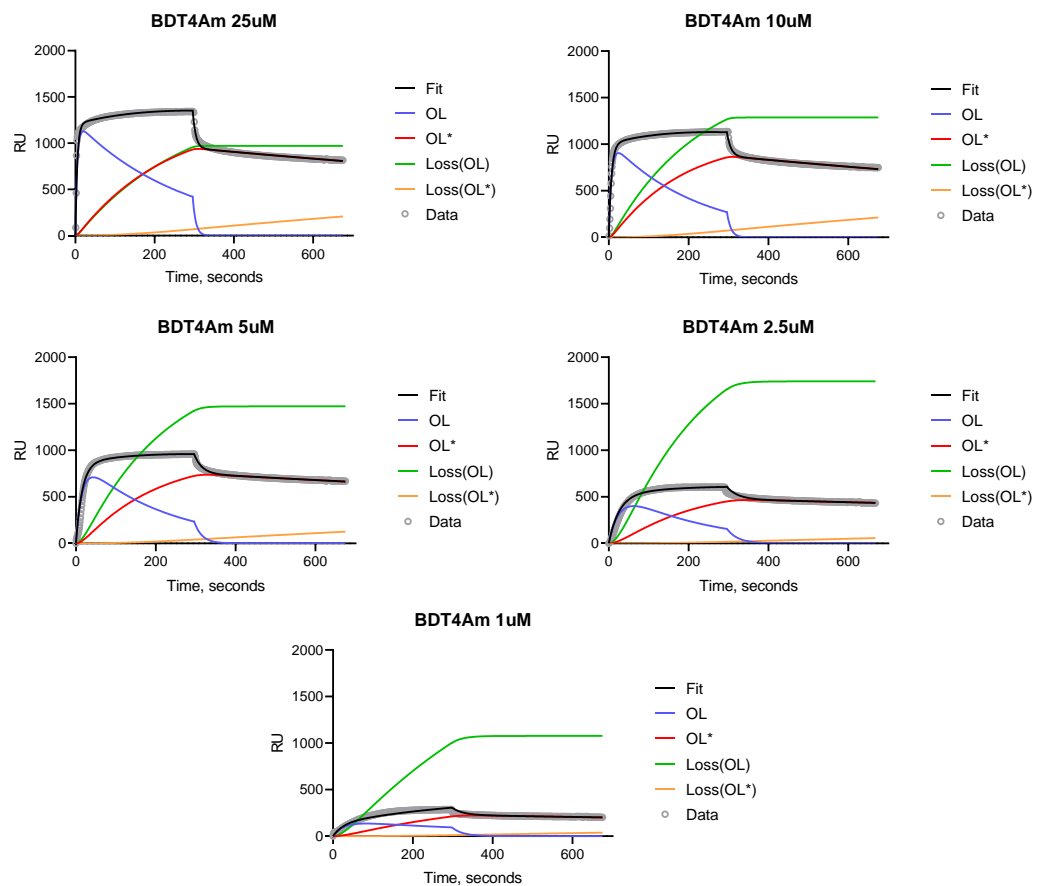 BDT4Am 25uM
2000
1500
1000
500
0
RU
0 200 400 600
Time, seconds
Fit
OL
OL*
Loss(OL)
Loss(OL*)
Data
BDT4Am 10uM
2000
1500
1000
500
0
RU
0 200 400 600
Time, seconds
Fit
OL
OL*
Loss(OL)
Loss(OL*)
Data
BDT4Am 5uM
2000
1500
1000
500
0
RU
0 200 400 600
Time, seconds
Fit
OL
OL*
Loss(OL)
Loss(OL*)
Data
BDT4Am 2.5uM
2000
1500
1000
500
0
RU
0 200 400 600
Time, seconds
Fit
OL
OL*
Loss(OL)
Loss(OL*)
Data
BDT4Am 1uM
2000
1500
1000
500
0
RU
0 200 400 600
Time, seconds
Fit
OL
OL*
Loss(OL)
Loss(OL*)
Data